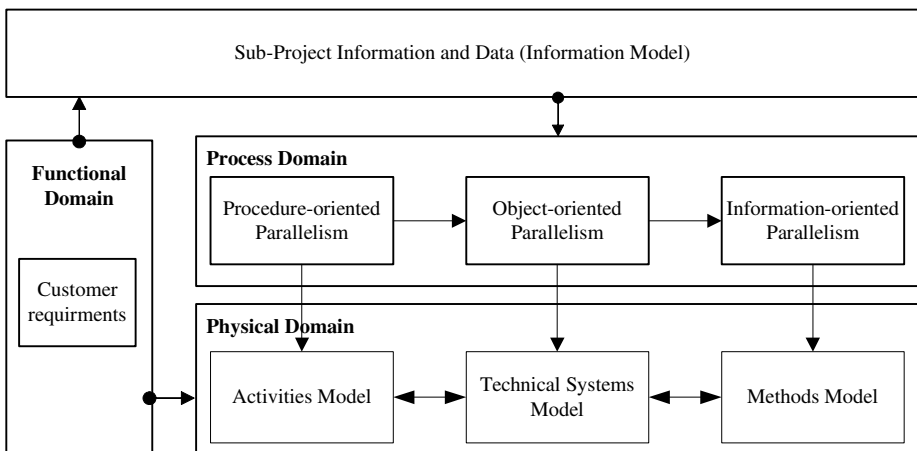 Sub-Project Information and Data (Information Model)
Functional
Domain
Customer
requirments
Process Domain
Procedure-oriented
Parallelism
Object-oriented
Parallelism
Information-oriented
Parallelism
Physical Domain
Activities Model
Technical Systems
Model
Methods Model